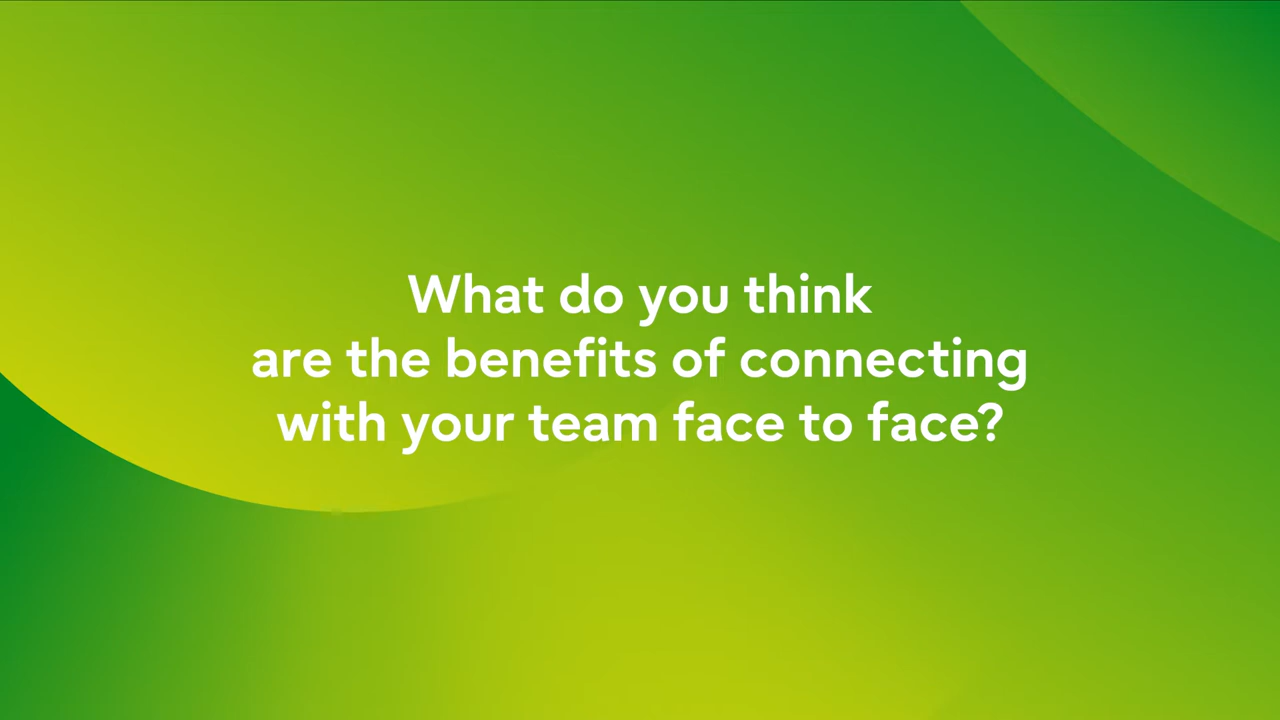 What do you think
are the benefits of connecting
with your team face to face?